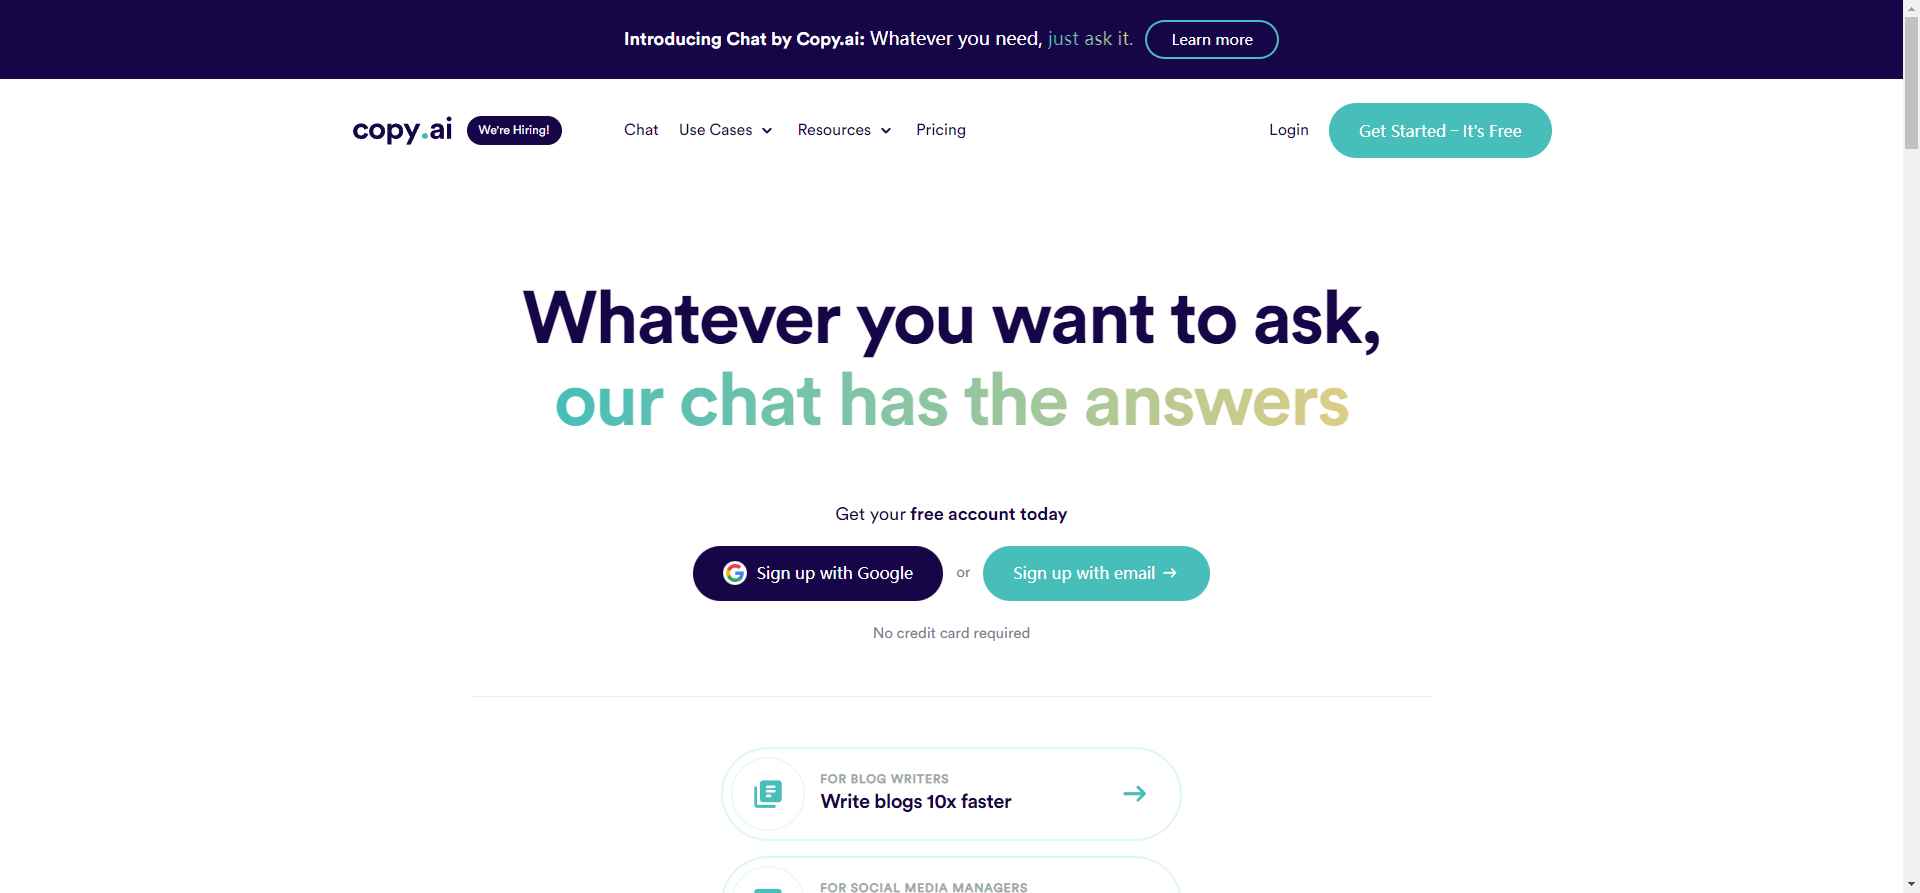 Introducing Chat by Copy.ai: Whatever you need, just ask it. Learn more
copy.ai We're Hiring! Chat Use Cases Resources Pricing Login Get Started – It's Free
Whatever you want to ask,
our chat has the answers
Get your free account today
Sign up with Google or Sign up with email →
No credit card required
FOR BLOG WRITERS
Write blogs 10x faster
FOR SOCIAL MEDIA MANAGERS